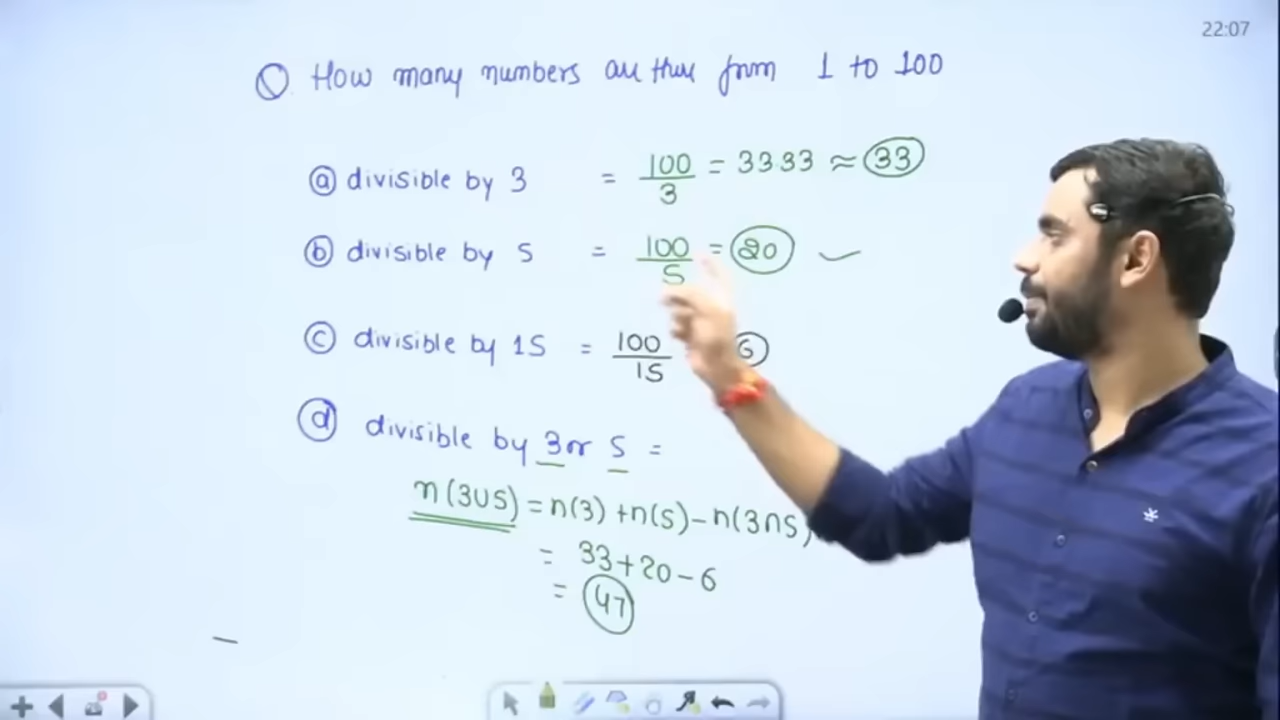 22:07
Q. How many numbers are there from 1 to 100
(a) divisible by 3 = 100/3 = 3333 ≈ 33
(b) divisible by 5 = 100/5 = 20
(c) divisible by 15 = 100/15 6
(d) divisible by 3 or 5 =
n(3∪5) = n(3) + n(5) - n(3∩5)
= 33 + 20 - 6
= 47